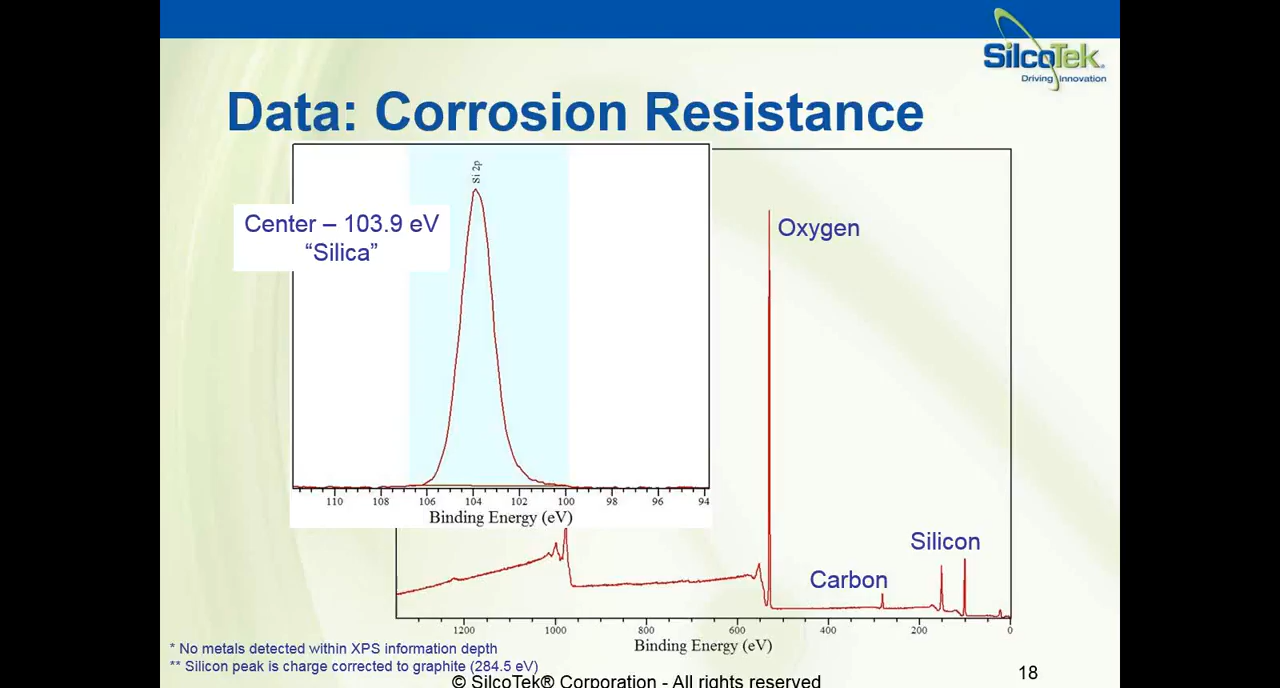 SilcoTek®
Driving Innovation
Data: Corrosion Resistance
Si 2p
Center – 103.9 eV
“Silica”
Oxygen
110 108 106 104 102 100 98 96 94
Binding Energy (eV)
Silicon
Carbon
1200 1000 800 600 400 200 0
Binding Energy (eV)
* No metals detected within XPS information depth
** Silicon peak is charge corrected to graphite (284.5 eV)
© SilcoTek® Corporation - All rights reserved
18